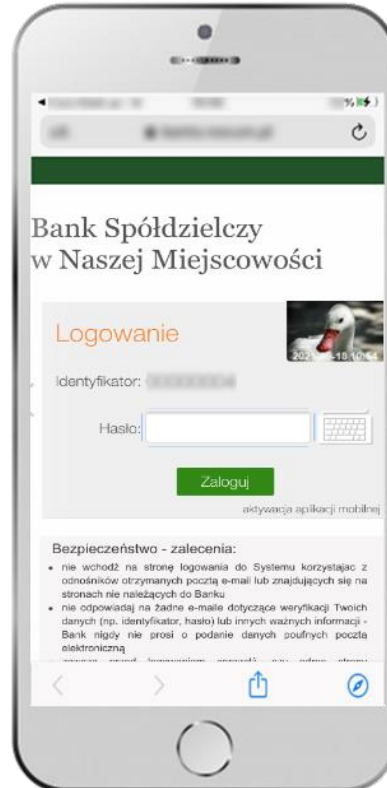 Bank Spółdzielczy
w Naszej Miejscowości
Logowanie
Identyfikator:
Hasło:
Zaloguj
aktywacja aplikacji mobilnej
Bezpieczeństwo - zalecenia:
• nie wchodź na stronę logowania do Systemu korzystając z
odnośników otrzymanych pocztą e-mail lub znajdujących się na
stronach nie należących do Banku
• nie odpowiadaj na żadne e-maile dotyczące weryfikacji Twoich
danych (np. identyfikator, hasło) lub innych ważnych informacji -
Bank nigdy nie prosi o podanie danych poufnych pocztą
elektroniczną